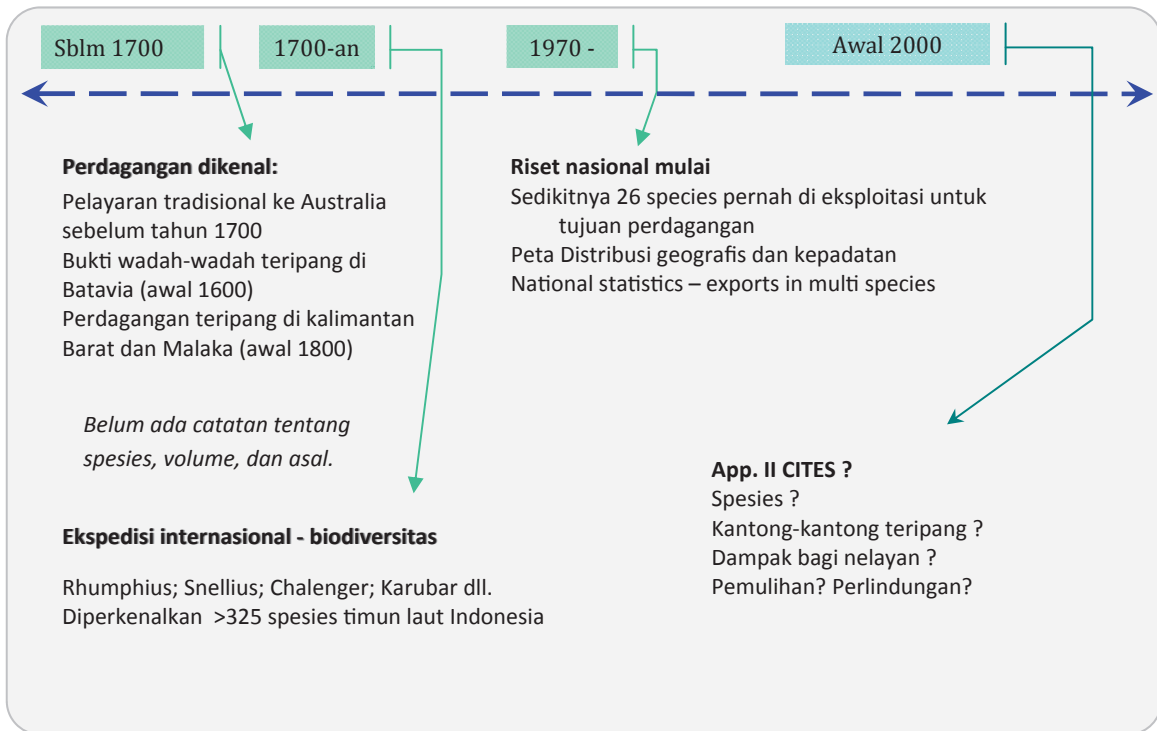 Sblm 1700
1700-an
1970 -
Awal 2000
Perdagangan dikenal:
Pelayaran tradisional ke Australia
sebelum tahun 1700
Bukti wadah-wadah teripang di
Batavia (awal 1600)
Perdagangan teripang di kalimantan
Barat dan Malaka (awal 1800)
Belum ada catatan tentang
spesies, volume, dan asal.
Ekspedisi internasional - biodiversitas
Rhumphius; Snellius; Chalenger; Karubar dll.
Diperkenalkan >325 spesies timun laut Indonesia
Riset nasional mulai
Sedikitnya 26 species pernah di eksploitasi untuk
tujuan perdagangan
Peta Distribusi geografis dan kepadatan
National statistics – exports in multi species
App. II CITES ?
Spesies ?
Kantong-kantong teripang ?
Dampak bagi nelayan ?
Pemulihan? Perlindungan?